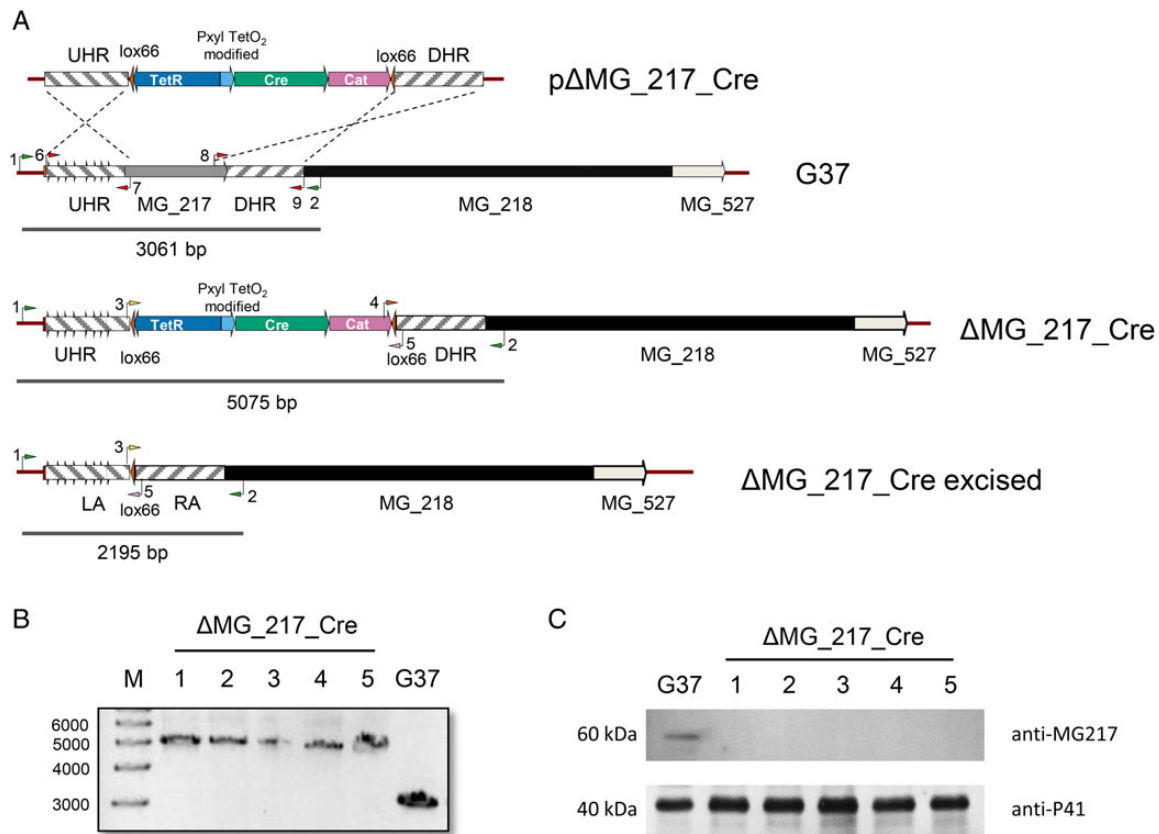 A
UHR lox66 Pxyl TetO₂ modified lox66 DHR
TetR Cre Cat
pΔMG_217_Cre
1 6 8
G37
7 9 2
UHR MG_217 DHR MG_218 MG_527
3061 bp
Pxyl TetO₂
modified
1 3 4
TetR Cre Cat
ΔMG_217_Cre
5 2
UHR lox66 lox66 DHR MG_218 MG_527
5075 bp
1 3
ΔMG_217_Cre excised
5 2
LA lox66 RA MG_218 MG_527
2195 bp
B
ΔMG_217_Cre
M 1 2 3 4 5 G37
6000
5000
4000
3000
C
ΔMG_217_Cre
G37 1 2 3 4 5
60 kDa anti-MG217
40 kDa anti-P41